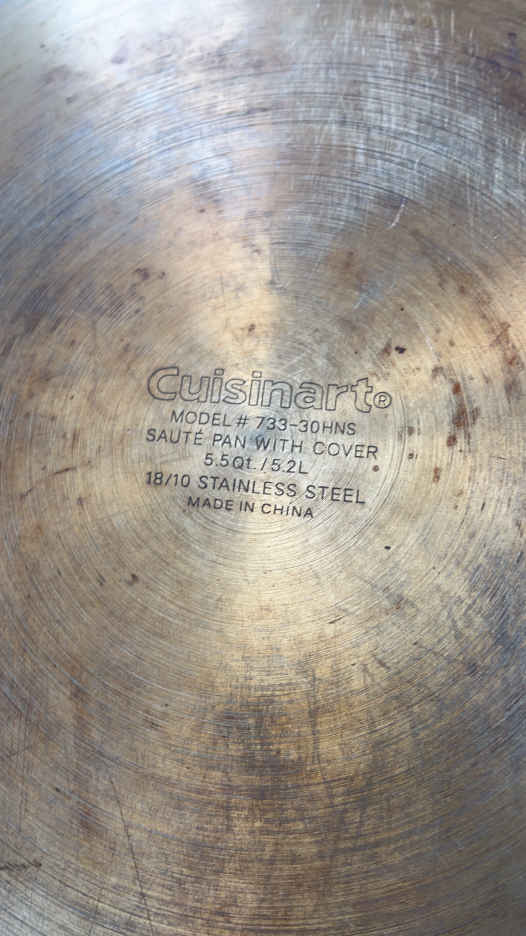 Cuisinart®
MODEL # 733-30HNS
SAUTÉ PAN WITH COVER
5.5Qt. / 5.2L
18/10 STAINLESS STEEL
MADE IN CHINA